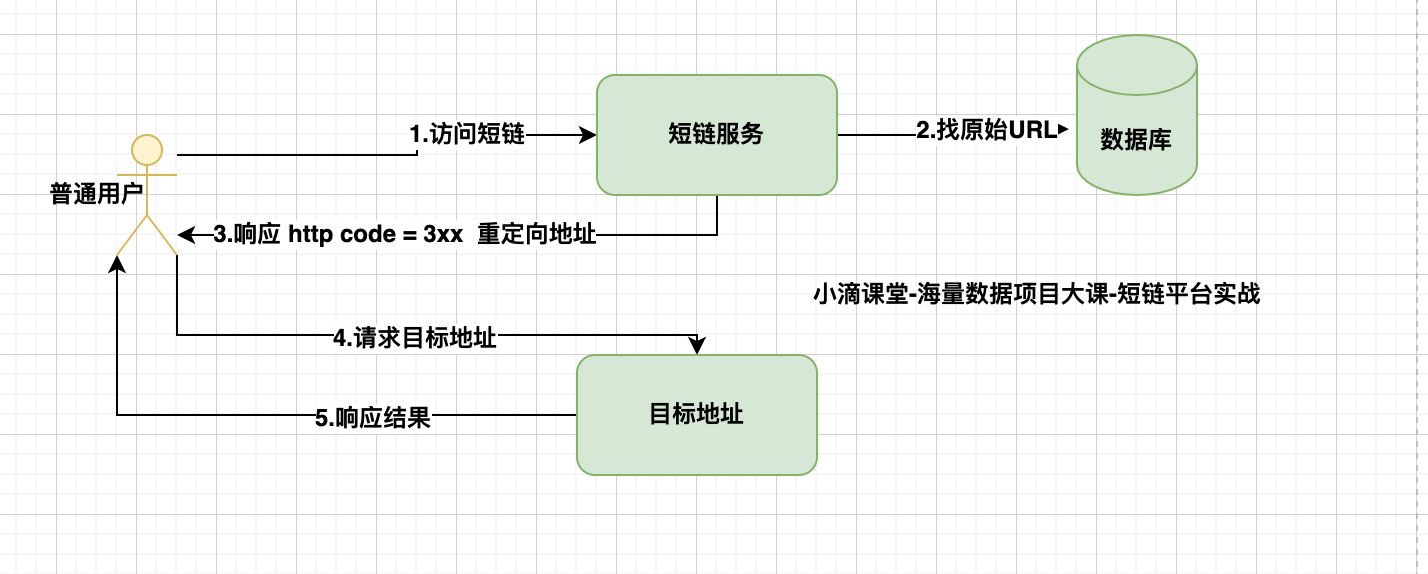 1.访问短链
短链服务
2.找原始URL
数据库
普通用户
3.响应 http code = 3xx  重定向地址
小滴课堂-海量数据项目大课-短链平台实战
4.请求目标地址
目标地址
5.响应结果